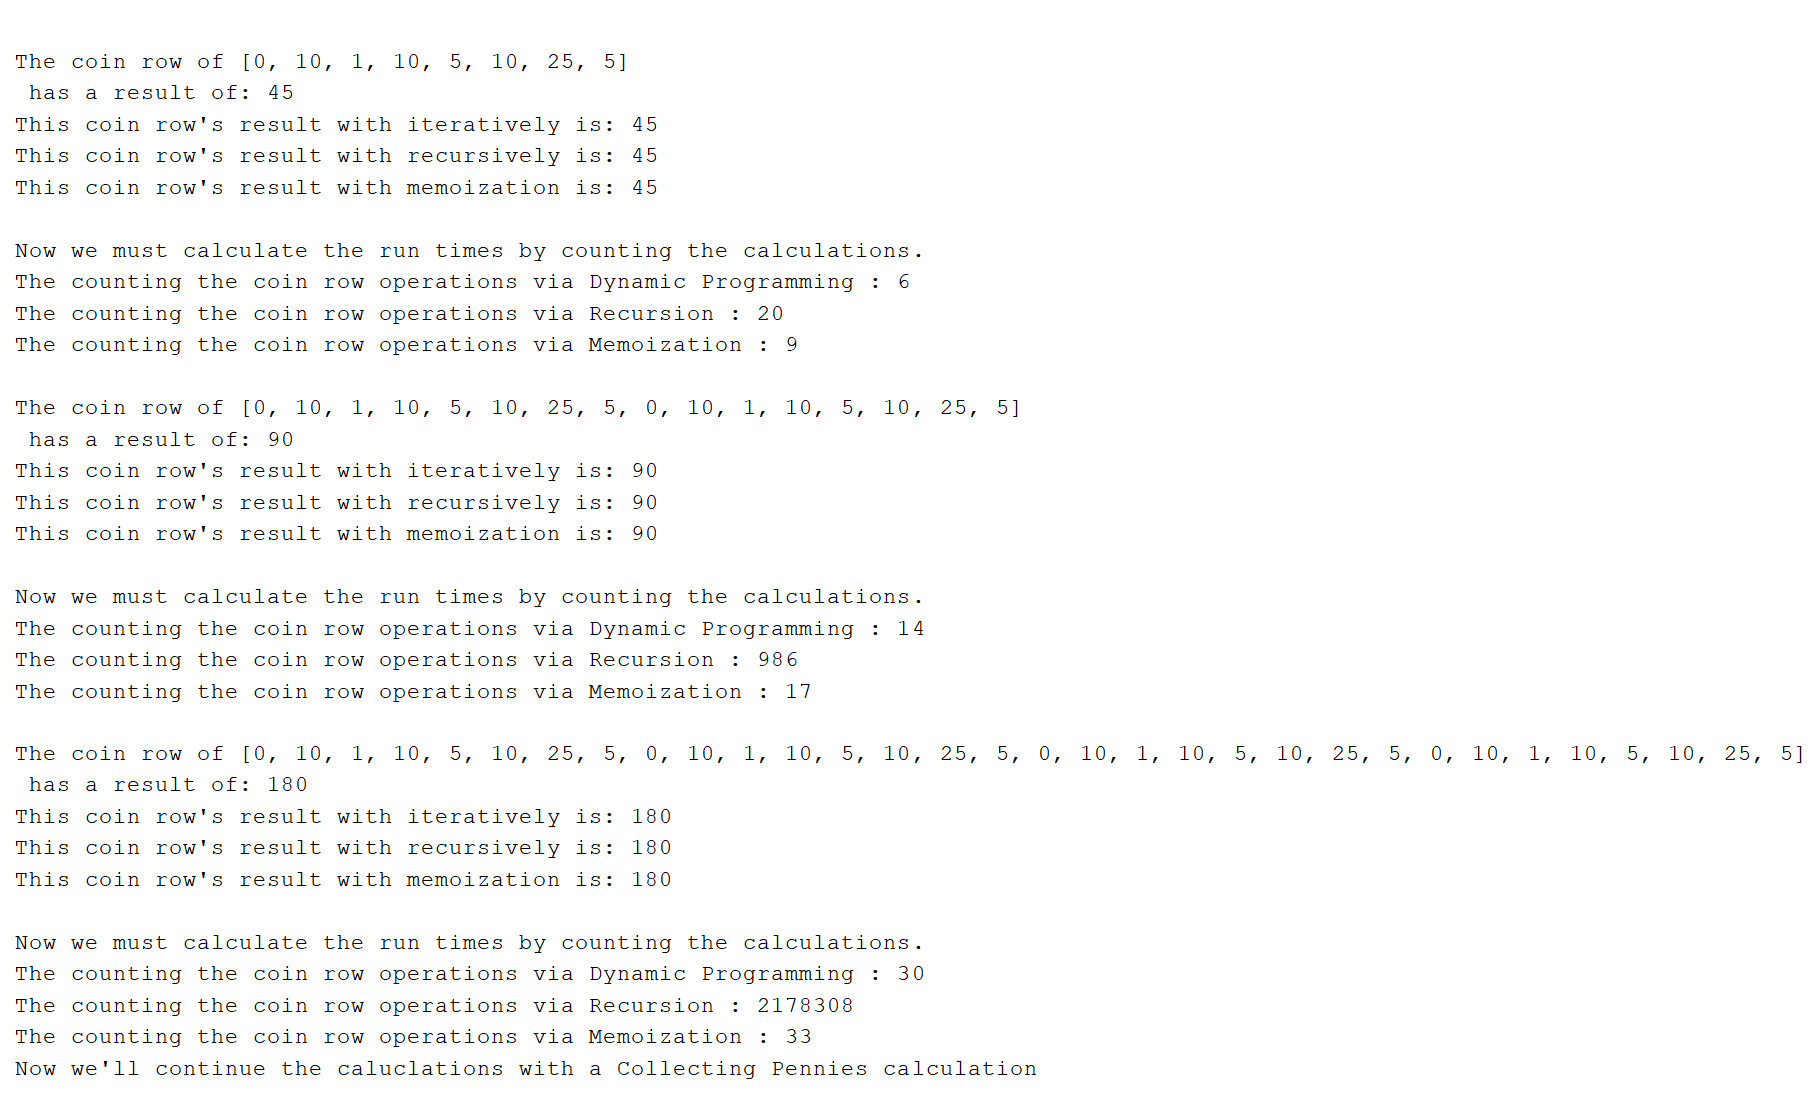 The coin row of [0, 10, 1, 10, 5, 10, 25, 5]
 has a result of: 45
This coin row's result with iteratively is: 45
This coin row's result with recursively is: 45
This coin row's result with memoization is: 45
Now we must calculate the run times by counting the calculations.
The counting the coin row operations via Dynamic Programming : 6
The counting the coin row operations via Recursion : 20
The counting the coin row operations via Memoization : 9
The coin row of [0, 10, 1, 10, 5, 10, 25, 5, 0, 10, 1, 10, 5, 10, 25, 5]
 has a result of: 90
This coin row's result with iteratively is: 90
This coin row's result with recursively is: 90
This coin row's result with memoization is: 90
Now we must calculate the run times by counting the calculations.
The counting the coin row operations via Dynamic Programming : 14
The counting the coin row operations via Recursion : 986
The counting the coin row operations via Memoization : 17
The coin row of [0, 10, 1, 10, 5, 10, 25, 5, 0, 10, 1, 10, 5, 10, 25, 5, 0, 10, 1, 10, 5, 10, 25, 5, 0, 10, 1, 10, 5, 10, 25, 5]
 has a result of: 180
This coin row's result with iteratively is: 180
This coin row's result with recursively is: 180
This coin row's result with memoization is: 180
Now we must calculate the run times by counting the calculations.
The counting the coin row operations via Dynamic Programming : 30
The counting the coin row operations via Recursion : 2178308
The counting the coin row operations via Memoization : 33
Now we'll continue the caluclations with a Collecting Pennies calculation